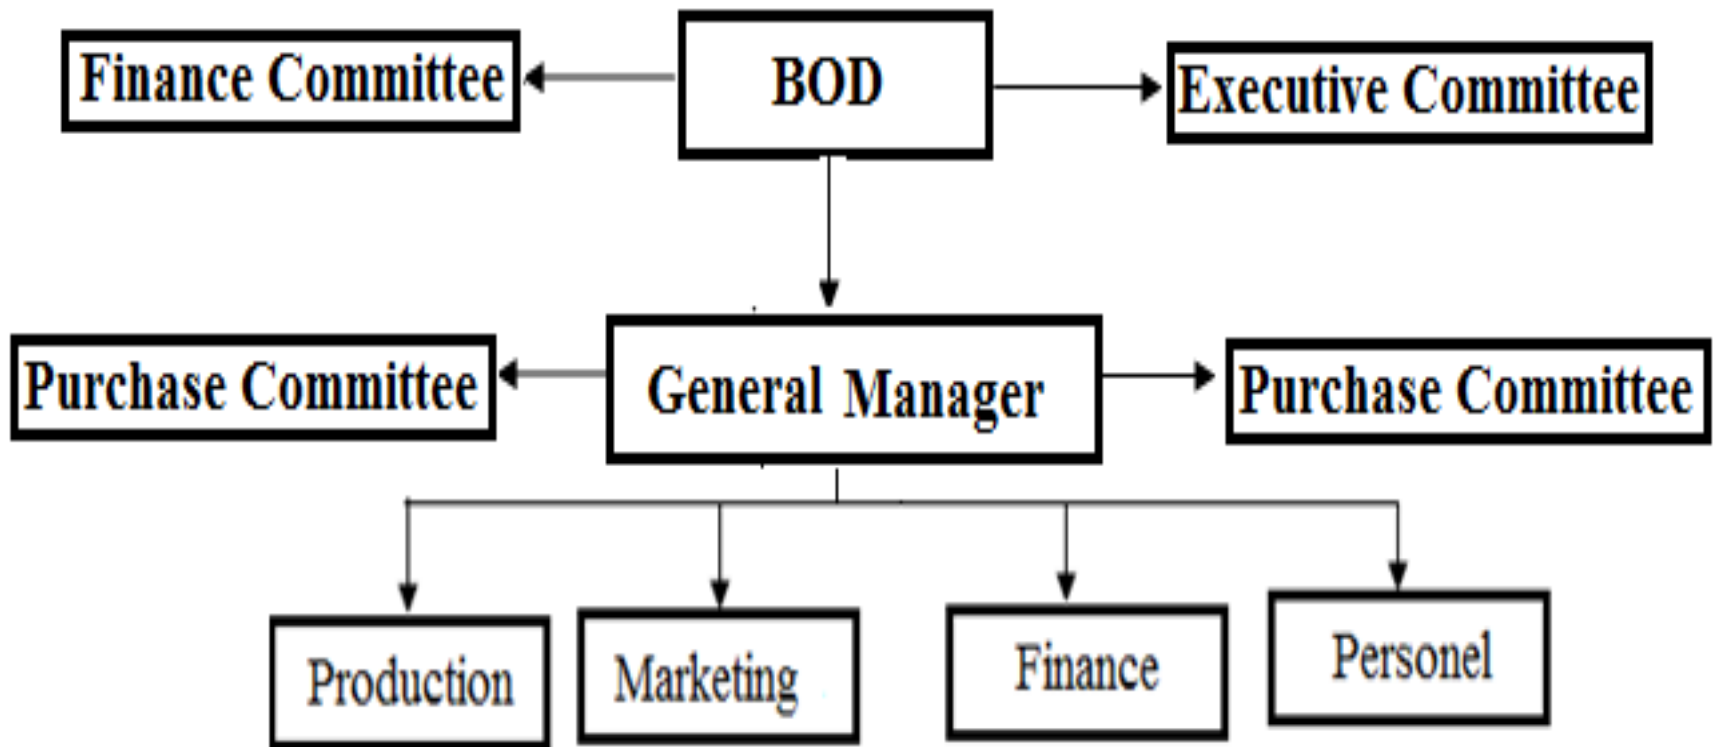 Finance Committee
BOD
Executive Committee
Purchase Committee
General Manager
Purchase Committee
Production
Marketing
Finance
Personel